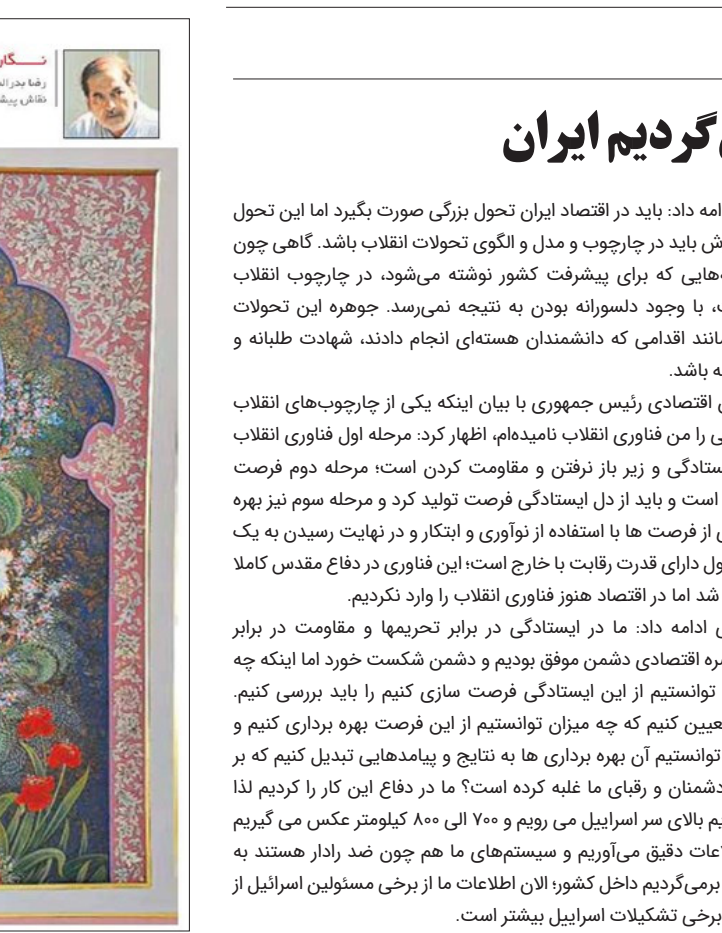 گردیم ایران
ادامه داد: باید در اقتصاد ایران تحول بزرگی صورت بگیرد اما این تحول
باید در چارچوب و مدل و الگوی تحولات انقلاب باشد. گاهی چون
هایی که برای پیشرفت کشور نوشته می‌شود، در چارچوب انقلاب
با وجود دلسورانه بودن به نتیجه نمی‌رسد. جوهره این تحولات
مانند اقدامی که دانشمندان هسته‌ای انجام دادند، شهادت طلبانه و
باشد.
اقتصادی رئیس جمهوری با بیان اینکه یکی از چارچوب‌های انقلاب
را من فناوری انقلاب نامیده‌ام، اظهار کرد: مرحله اول فناوری انقلاب
ایستادگی و زیر باز نرفتن و مقاومت کردن است؛ مرحله دوم فرصت
است و باید از دل ایستادگی فرصت تولید کرد و مرحله سوم نیز بهره
از فرصت ها با استفاده از نوآوری و ابتکار و در نهایت رسیدن به یک
دارای قدرت رقابت با خارج است؛ این فناوری در دفاع مقدس کاملا
شد اما در اقتصاد هنوز فناوری انقلاب را وارد نکردیم.
ادامه داد: ما در ایستادگی در برابر تحریمها و مقاومت در برابر
اقتصادی دشمن موفق بودیم و دشمن شکست خورد اما اینکه چه
توانستیم از این ایستادگی فرصت سازی کنیم را باید بررسی کنیم.
تعیین کنیم که چه میزان توانستیم از این فرصت بهره برداری کنیم و
توانستیم آن بهره برداری ها به نتایج و پیامدهایی تبدیل کنیم که بر
دشمنان و رقبای ما غلبه کرده است؟ ما در دفاع این کار را کردیم لذا
بالای سر اسراییل می رویم و ۷۰۰ الی ۸۰۰ کیلومتر عکس می گیریم
دقیق می‌آوریم و سیستم‌های ما هم چون ضد رادار هستند به
برمی‌گردیم داخل کشور؛ الان اطلاعات ما از برخی مسئولین اسرائیل از
برخی تشکیلات اسراییل بیشتر است.
نــــگار
رضا بدرال
نقاش پیش